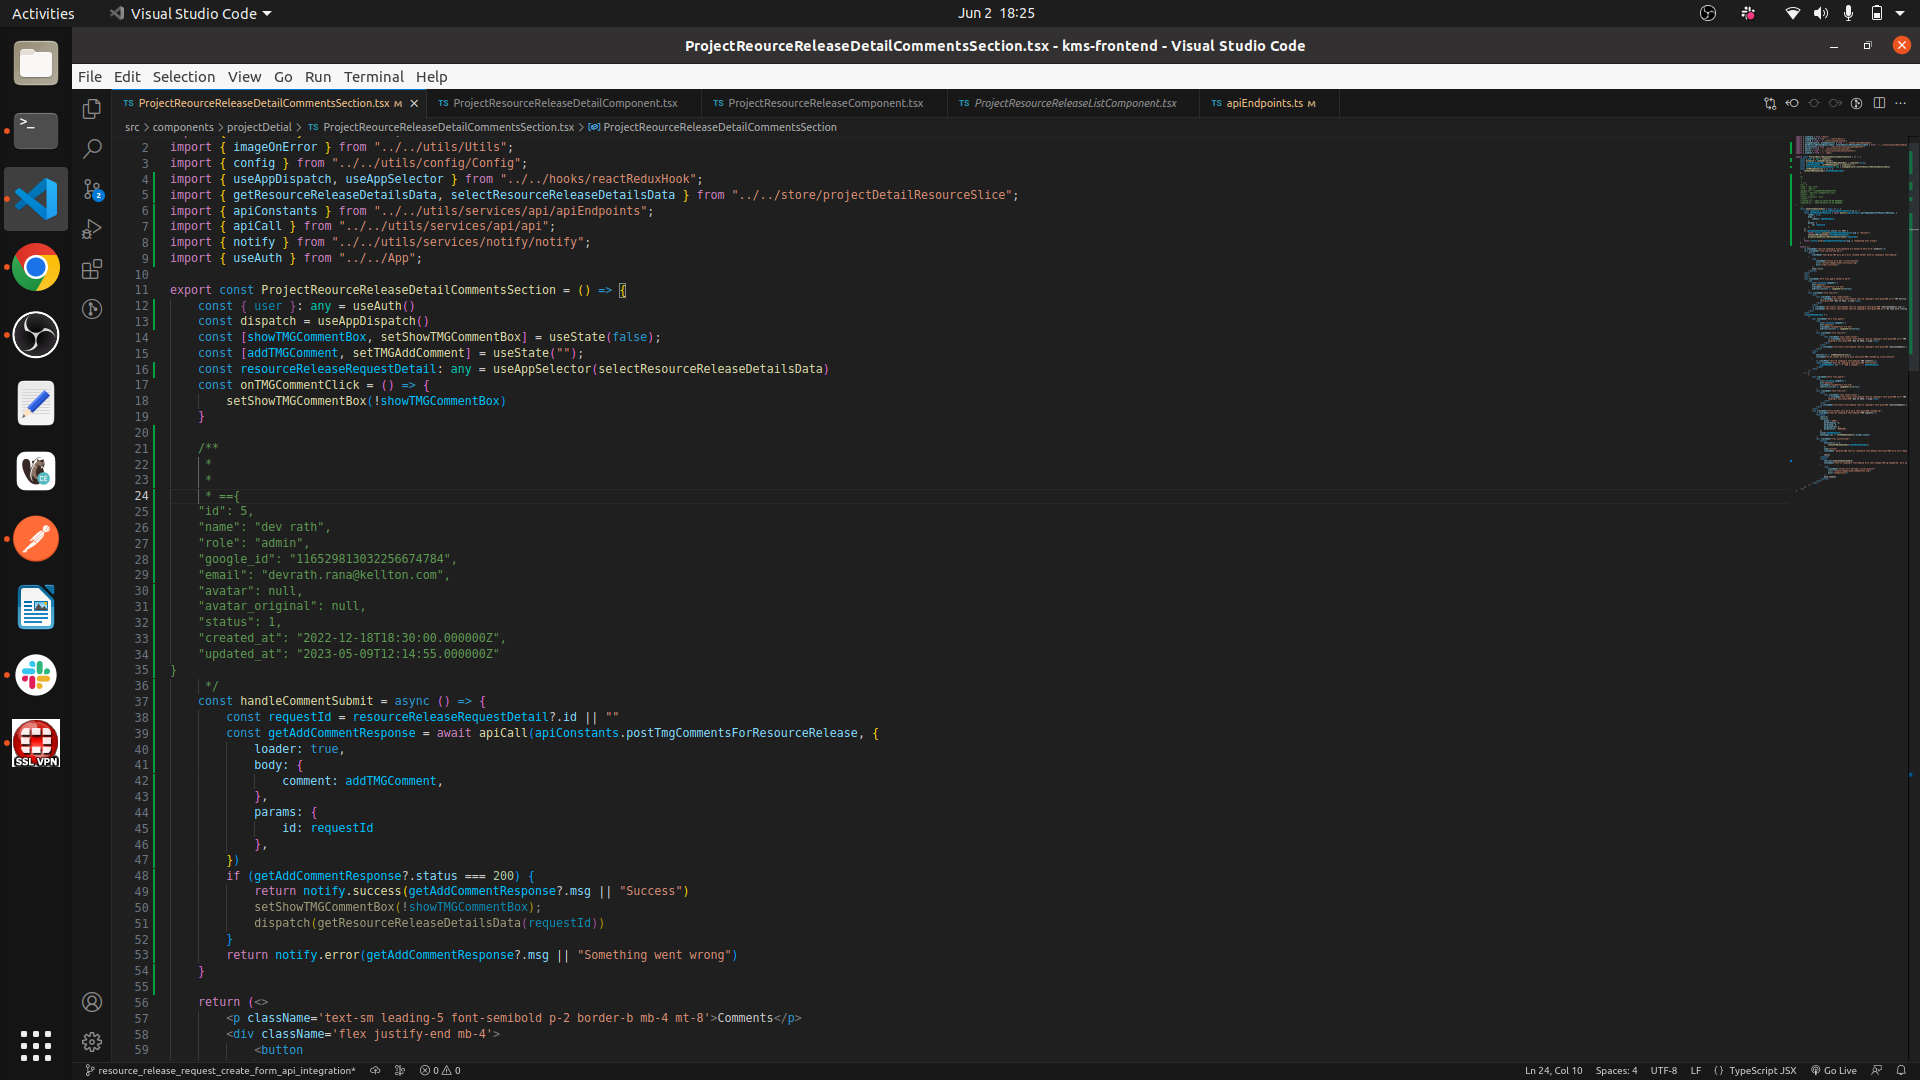 Activities
Visual Studio Code
Jun 2 18:25
ProjectReourceReleaseDetailCommentsSection.tsx - kms-frontend - Visual Studio Code
File Edit Selection View Go Run Terminal Help
TS ProjectReourceReleaseDetailCommentsSection.tsx M
TS ProjectResourceReleaseDetailComponent.tsx
TS ProjectResourceReleaseComponent.tsx
TS ProjectResourceReleaseListComponent.tsx
TS apiEndpoints.ts M
src > components > projectDetial > TS ProjectReourceReleaseDetailCommentsSection.tsx > ProjectReourceReleaseDetailCommentsSection
2 import { imageOnError } from "../../utils/Utils";
3 import { config } from "../../utils/config/Config";
4 import { useAppDispatch, useAppSelector } from "../../hooks/reactReduxHook";
5 import { getResourceReleaseDetailsData, selectResourceReleaseDetailsData } from "../../store/projectDetailResourceSlice";
6 import { apiConstants } from "../../utils/services/api/apiEndpoints";
7 import { apiCall } from "../../utils/services/api/api";
8 import { notify } from "../../utils/services/notify/notify";
9 import { useAuth } from "../../App";
10
11 export const ProjectReourceReleaseDetailCommentsSection = () => {
12 const { user }: any = useAuth()
13 const dispatch = useAppDispatch()
14 const [showTMGCommentBox, setShowTMGCommentBox] = useState(false);
15 const [addTMGComment, setTMGAddComment] = useState("");
16 const resourceReleaseRequestDetail: any = useAppSelector(selectResourceReleaseDetailsData)
17 const onTMGCommentClick = () => {
18 setShowTMGCommentBox(!showTMGCommentBox)
19 }
20
21 /**
22 *
23 *
24 * =={
25 "id": 5,
26 "name": "dev rath",
27 "role": "admin",
28 "google_id": "116529813032256674784",
29 "email": "devrath.rana@kellton.com",
30 "avatar": null,
31 "avatar_original": null,
32 "status": 1,
33 "created_at": "2022-12-18T18:30:00.000000Z",
34 "updated_at": "2023-05-09T12:14:55.000000Z"
35 }
36 */
37 const handleCommentSubmit = async () => {
38 const requestId = resourceReleaseRequestDetail?.id || ""
39 const getAddCommentResponse = await apiCall(apiConstants.postTmgCommentsForResourceRelease, {
40 loader: true,
41 body: {
42 comment: addTMGComment,
43 },
44 params: {
45 id: requestId
46 },
47 })
48 if (getAddCommentResponse?.status === 200) {
49 return notify.success(getAddCommentResponse?.msg || "Success")
50 setShowTMGCommentBox(!showTMGCommentBox);
51 dispatch(getResourceReleaseDetailsData(requestId))
52 }
53 return notify.error(getAddCommentResponse?.msg || "Something went wrong")
54 }
55
56 return (<>
57 <p className='text-sm leading-5 font-semibold p-2 border-b mb-4 mt-8'>Comments</p>
58 <div className='flex justify-end mb-4'>
59 <button
2
CE
SSL VPN
resource_release_request_create_form_api_integration*
0 0
Ln 24, Col 10
Spaces: 4
UTF-8
LF
{ } TypeScript JSX
Go Live